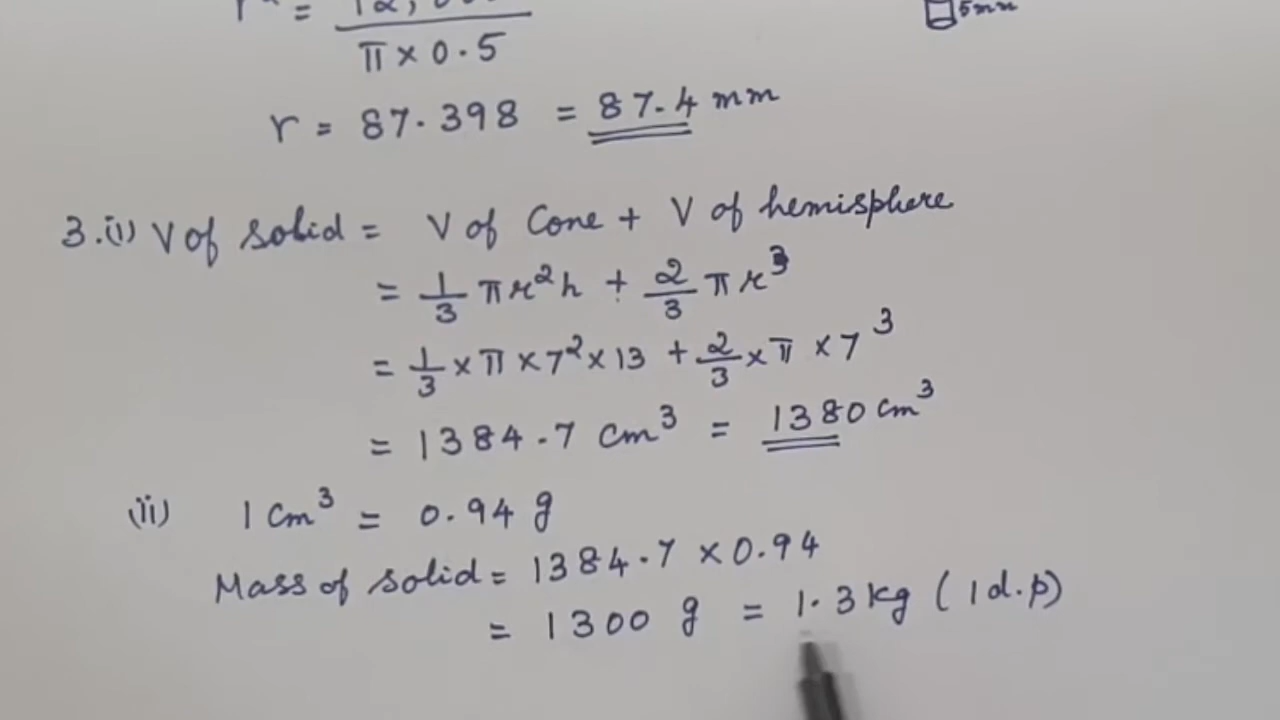 r² =
π × 0.5
5mm
r = 87.398 = 87.4 mm
3.(i) V of solid = V of Cone + V of hemisphere
= 1/3 πr²h + 2/3 πr³
= 1/3 × π × 7² × 13 + 2/3 × π × 7³
= 1384.7 cm³ = 1380 cm³
(ii) 1 cm³ = 0.94 g
Mass of solid = 1384.7 × 0.94
= 1300 g = 1.3 kg (1 d.p)